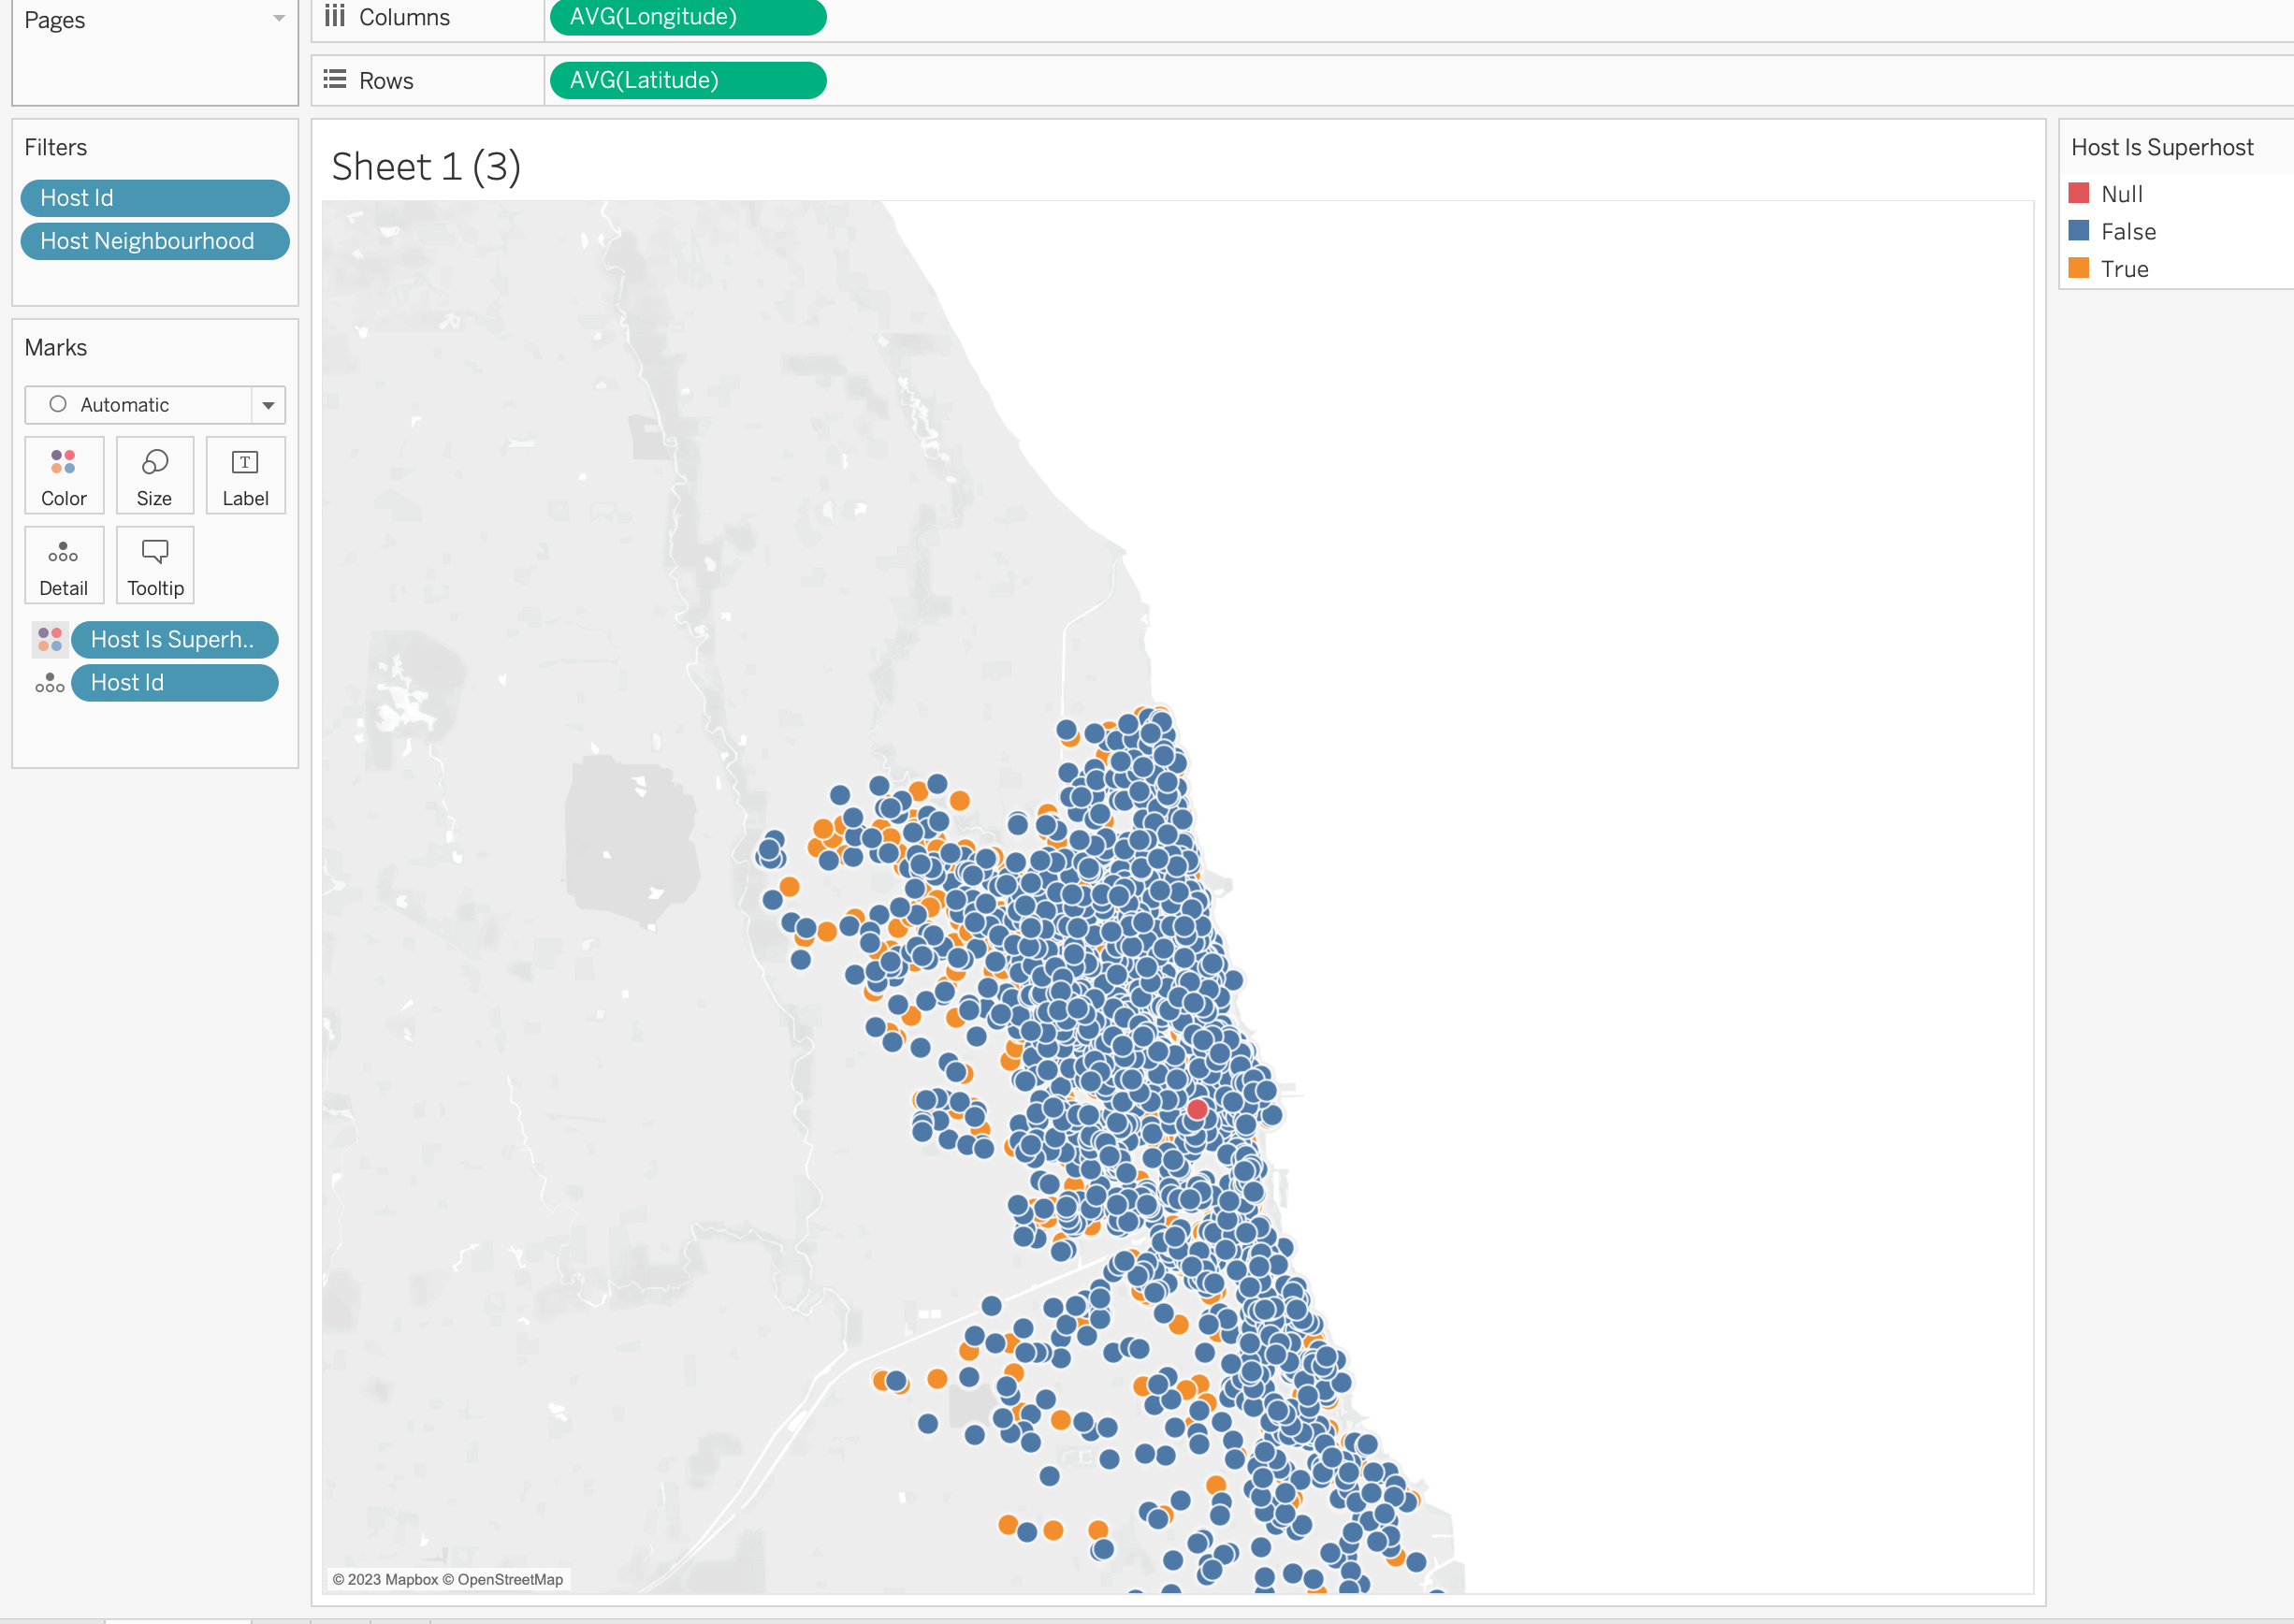 Pages
Columns
AVG(Longitude)
Rows
AVG(Latitude)
Filters
Host Id
Host Neighbourhood
Marks
Automatic
Color
Size
T
Label
Detail
Tooltip
Host Is Superh..
Host Id
Sheet 1 (3)
© 2023 Mapbox © OpenStreetMap
Host Is Superhost
Null
False
True